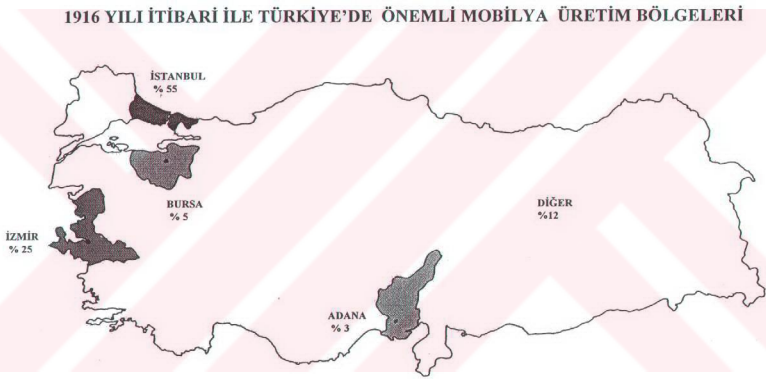 1916 YILI İTİBARİ İLE TÜRKİYE'DE ÖNEMLİ MOBİLYA ÜRETİM BÖLGELERİ
İSTANBUL
% 55
BURSA
% 5
DİĞER
%12
İZMİR
% 25
ADANA
% 3